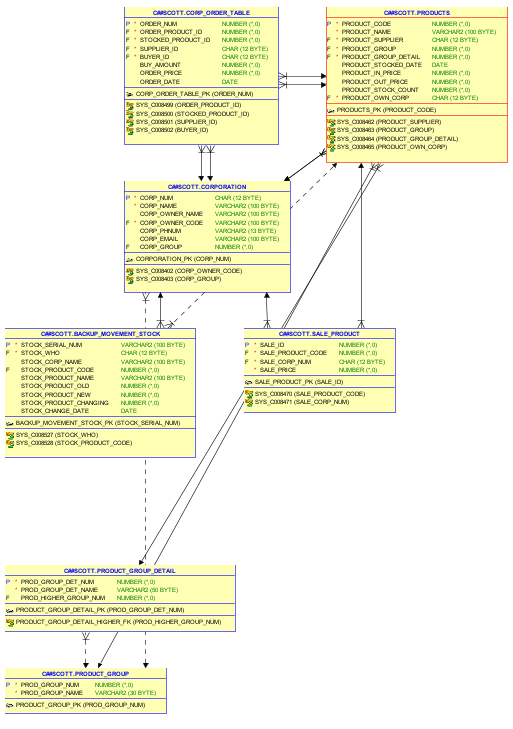 C##SCOTT.CORP_ORDER_TABLE
P * ORDER_NUM NUMBER (*,0)
F * ORDER_PRODUCT_ID NUMBER (*,0)
F * STOCKED_PRODUCT_ID NUMBER (*,0)
F * SUPPLIER_ID CHAR (12 BYTE)
F * BUYER_ID CHAR (12 BYTE)
BUY_AMOUNT NUMBER (*,0)
ORDER_PRICE NUMBER (*,0)
ORDER_DATE DATE
CORP_ORDER_TABLE_PK (ORDER_NUM)
SYS_C008499 (ORDER_PRODUCT_ID)
SYS_C008500 (STOCKED_PRODUCT_ID)
SYS_C008501 (SUPPLIER_ID)
SYS_C008502 (BUYER_ID)
C##SCOTT.PRODUCTS
P * PRODUCT_CODE NUMBER (*,0)
* PRODUCT_NAME VARCHAR2 (100 BYTE)
F * PRODUCT_SUPPLIER CHAR (12 BYTE)
F * PRODUCT_GROUP NUMBER (*,0)
F * PRODUCT_GROUP_DETAIL NUMBER (*,0)
* PRODUCT_STOCKED_DATE DATE
* PRODUCT_IN_PRICE NUMBER (*,0)
* PRODUCT_OUT_PRICE NUMBER (*,0)
* PRODUCT_STOCK_COUNT NUMBER (*,0)
F * PRODUCT_OWN_CORP CHAR (12 BYTE)
PRODUCTS_PK (PRODUCT_CODE)
SYS_C008462 (PRODUCT_SUPPLIER)
SYS_C008463 (PRODUCT_GROUP)
SYS_C008464 (PRODUCT_GROUP_DETAIL)
SYS_C008465 (PRODUCT_OWN_CORP)
C##SCOTT.CORPORATION
P * CORP_NUM CHAR (12 BYTE)
* CORP_NAME VARCHAR2 (100 BYTE)
CORP_OWNER_NAME VARCHAR2 (100 BYTE)
F * CORP_OWNER_CODE VARCHAR2 (100 BYTE)
CORP_PHNUM VARCHAR2 (13 BYTE)
CORP_EMAIL VARCHAR2 (100 BYTE)
F CORP_GROUP NUMBER (*,0)
CORPORATION_PK (CORP_NUM)
SYS_C008402 (CORP_OWNER_CODE)
SYS_C008403 (CORP_GROUP)
C##SCOTT.BACKUP_MOVEMENT_STOCK
P * STOCK_SERIAL_NUM VARCHAR2 (100 BYTE)
F * STOCK_WHO CHAR (12 BYTE)
STOCK_CORP_NAME VARCHAR2 (100 BYTE)
F STOCK_PRODUCT_CODE NUMBER (*,0)
STOCK_PRODUCT_NAME VARCHAR2 (100 BYTE)
STOCK_PRODUCT_OLD NUMBER (*,0)
STOCK_PRODUCT_NEW NUMBER (*,0)
STOCK_PRODUCT_CHANGING NUMBER (*,0)
STOCK_CHANGE_DATE DATE
BACKUP_MOVEMENT_STOCK_PK (STOCK_SERIAL_NUM)
SYS_C008527 (STOCK_WHO)
SYS_C008528 (STOCK_PRODUCT_CODE)
C##SCOTT.SALE_PRODUCT
P * SALE_ID NUMBER (*,0)
F * SALE_PRODUCT_CODE NUMBER (*,0)
F * SALE_CORP_NUM CHAR (12 BYTE)
* SALE_PRICE NUMBER (*,0)
SALE_PRODUCT_PK (SALE_ID)
SYS_C008470 (SALE_PRODUCT_CODE)
SYS_C008471 (SALE_CORP_NUM)
C##SCOTT.PRODUCT_GROUP_DETAIL
P * PROD_GROUP_DET_NUM NUMBER (*,0)
* PROD_GROUP_DET_NAME VARCHAR2 (50 BYTE)
F PROD_HIGHER_GROUP_NUM NUMBER (*,0)
PRODUCT_GROUP_DETAIL_PK (PROD_GROUP_DET_NUM)
PRODUCT_GROUP_DETAIL_HIGHER_FK (PROD_HIGHER_GROUP_NUM)
C##SCOTT.PRODUCT_GROUP
P * PROD_GROUP_NUM NUMBER (*,0)
* PROD_GROUP_NAME VARCHAR2 (30 BYTE)
PRODUCT_GROUP_PK (PROD_GROUP_NUM)